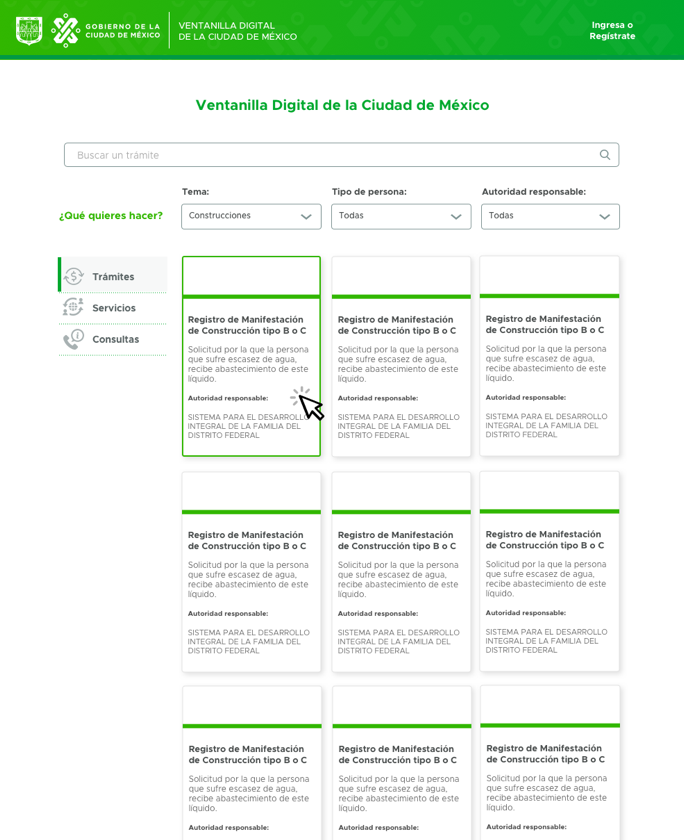 GOBIERNO DE LA
CIUDAD DE MÉXICO
VENTANILLA DIGITAL
DE LA CIUDAD DE MÉXICO
Ingresa o
Regístrate
Ventanilla Digital de la Ciudad de México
Buscar un trámite
¿Qué quieres hacer?
Tema:
Construcciones
Tipo de persona:
Todas
Autoridad responsable:
Todas
Trámites
Servicios
Consultas
Registro de Manifestación
de Construcción tipo B o C
Solicitud por la que la persona
que sufre escasez de agua,
recibe abastecimiento de este
líquido.
Autoridad responsable:
SISTEMA PARA EL DESARROLLO
INTEGRAL DE LA FAMILIA DEL
DISTRITO FEDERAL
Registro de Manifestación
de Construcción tipo B o C
Solicitud por la que la persona
que sufre escasez de agua,
recibe abastecimiento de este
líquido.
Autoridad responsable:
SISTEMA PARA EL DESARROLLO
INTEGRAL DE LA FAMILIA DEL
DISTRITO FEDERAL
Registro de Manifestación
de Construcción tipo B o C
Solicitud por la que la persona
que sufre escasez de agua,
recibe abastecimiento de este
líquido.
Autoridad responsable:
SISTEMA PARA EL DESARROLLO
INTEGRAL DE LA FAMILIA DEL
DISTRITO FEDERAL
Registro de Manifestación
de Construcción tipo B o C
Solicitud por la que la persona
que sufre escasez de agua,
recibe abastecimiento de este
líquido.
Autoridad responsable:
SISTEMA PARA EL DESARROLLO
INTEGRAL DE LA FAMILIA DEL
DISTRITO FEDERAL
Registro de Manifestación
de Construcción tipo B o C
Solicitud por la que la persona
que sufre escasez de agua,
recibe abastecimiento de este
líquido.
Autoridad responsable:
SISTEMA PARA EL DESARROLLO
INTEGRAL DE LA FAMILIA DEL
DISTRITO FEDERAL
Registro de Manifestación
de Construcción tipo B o C
Solicitud por la que la persona
que sufre escasez de agua,
recibe abastecimiento de este
líquido.
Autoridad responsable:
SISTEMA PARA EL DESARROLLO
INTEGRAL DE LA FAMILIA DEL
DISTRITO FEDERAL
Registro de Manifestación
de Construcción tipo B o C
Solicitud por la que la persona
que sufre escasez de agua,
recibe abastecimiento de este
líquido.
Autoridad responsable:
Registro de Manifestación
de Construcción tipo B o C
Solicitud por la que la persona
que sufre escasez de agua,
recibe abastecimiento de este
líquido.
Autoridad responsable:
Registro de Manifestación
de Construcción tipo B o C
Solicitud por la que la persona
que sufre escasez de agua,
recibe abastecimiento de este
líquido.
Autoridad responsable: